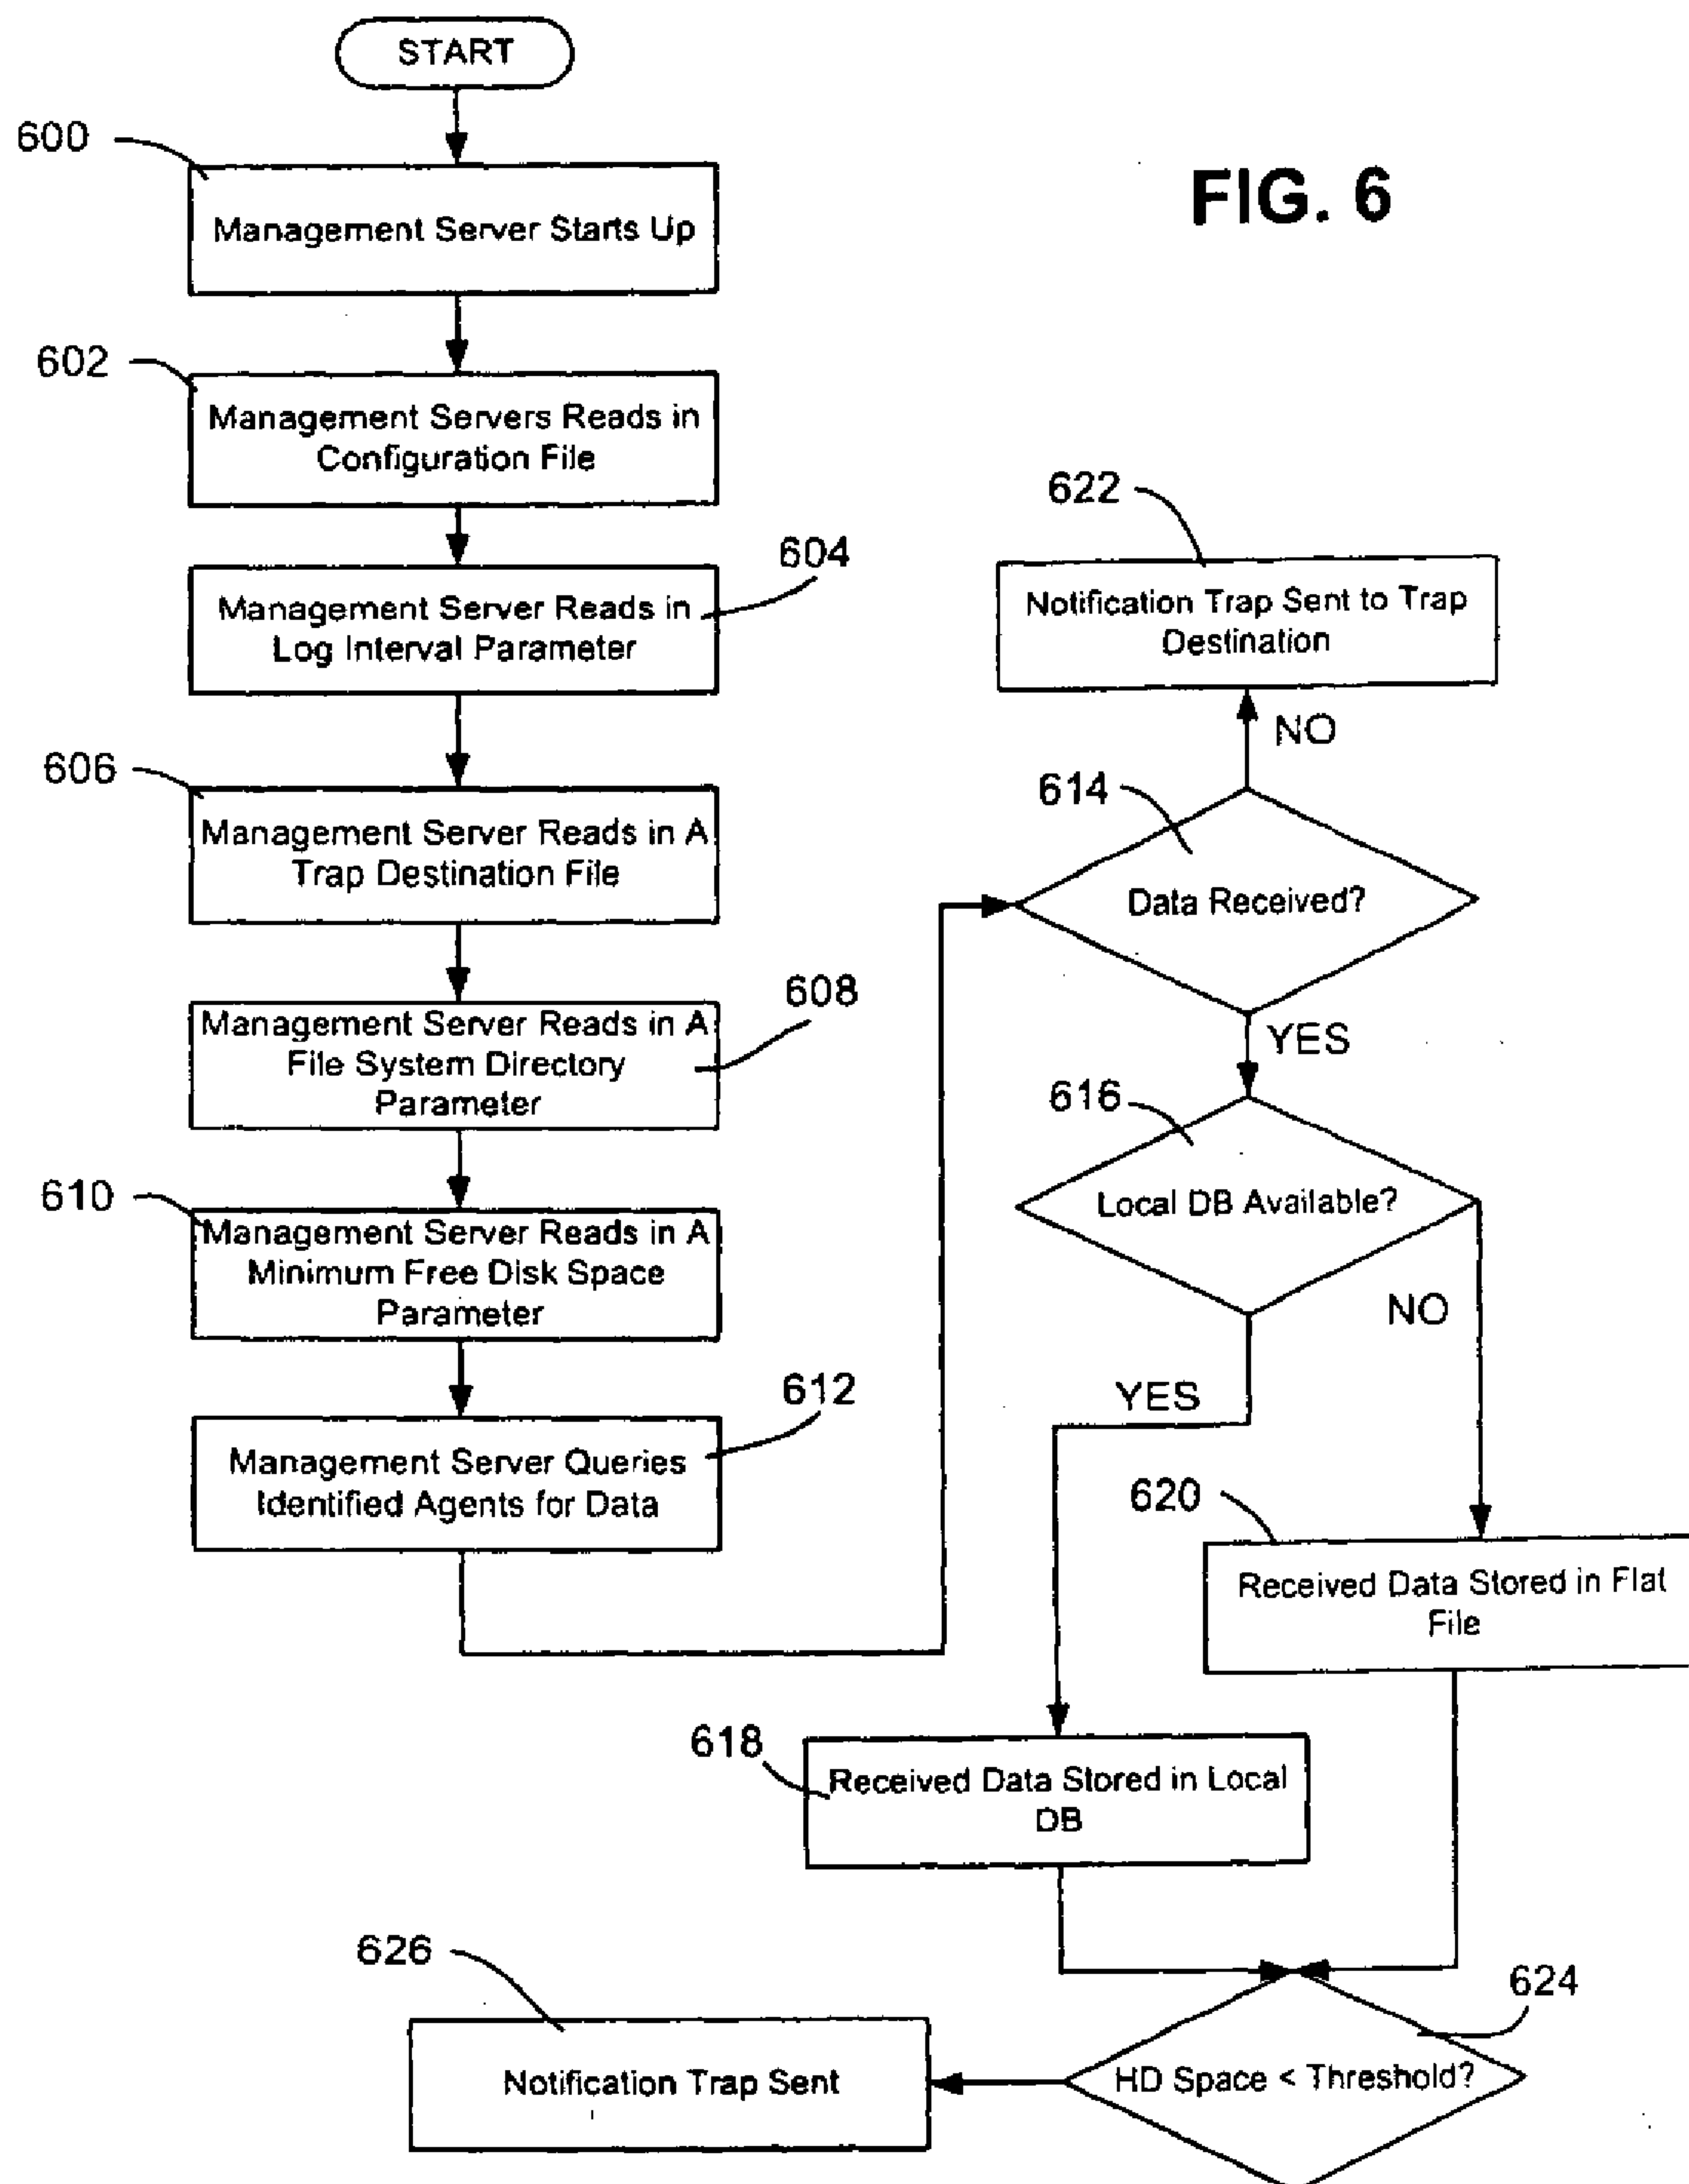 START
600
Management Server Starts Up
FIG. 6
602
Management Servers Reads in
Configuration File
604
Management Server Reads in
Log Interval Parameter
606
Management Server Reads in A
Trap Destination File
608
Management Server Reads in A
File System Directory
Parameter
610
Management Server Reads in A
Minimum Free Disk Space
Parameter
612
Management Server Queries
Identified Agents for Data
622
Notification Trap Sent to Trap
Destination
NO
614
Data Received?
YES
616
Local DB Available?
NO
YES
620
Received Data Stored in Flat
File
618
Received Data Stored in Local
DB
626
Notification Trap Sent
624
HD Space < Threshold?